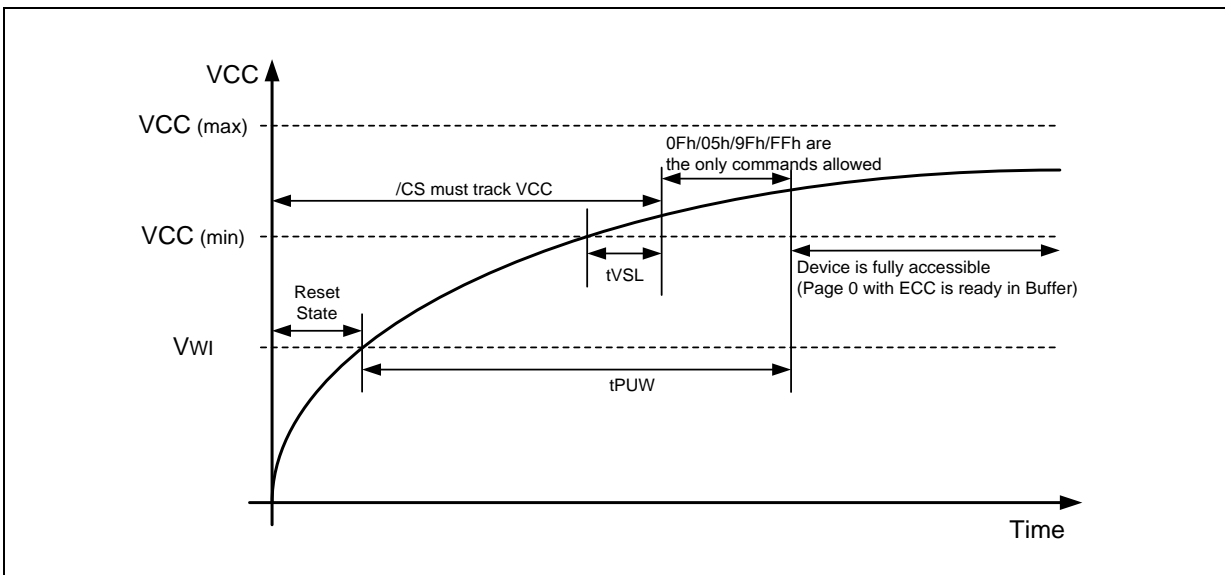 VCC
VCC (max)
0Fh/05h/9Fh/FFh are
the only commands allowed
/CS must track VCC
VCC (min)
tVSL
Device is fully accessible
(Page 0 with ECC is ready in Buffer)
Reset
State
VWI
tPUW
Time